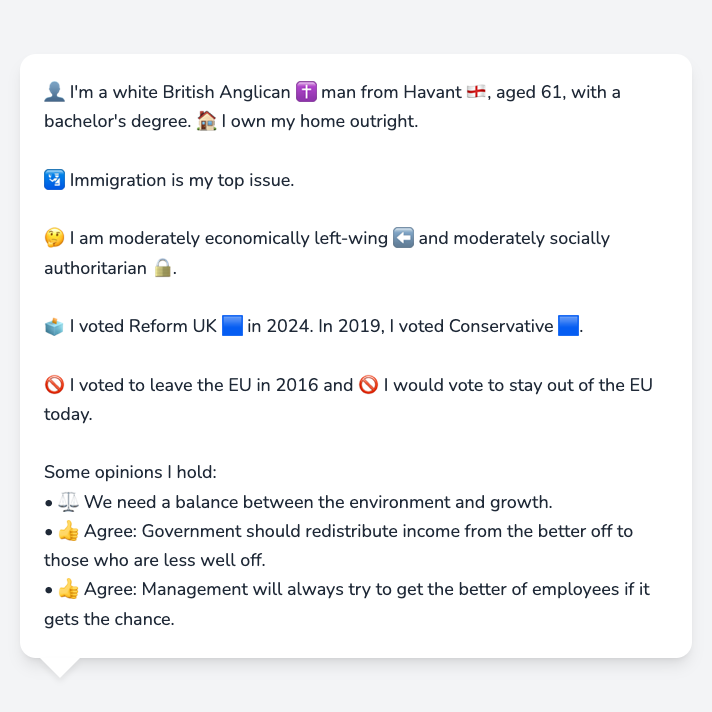 👤 I'm a white British Anglican ✝️ man from Havant 🏴󠁧󠁢󠁥󠁮󠁧󠁿, aged 61, with a
bachelor's degree. 🏠 I own my home outright.
🛂 Immigration is my top issue.
🤔 I am moderately economically left-wing ⬅️ and moderately socially
authoritarian 🔒.
🗳️ I voted Reform UK 🟦 in 2024. In 2019, I voted Conservative 🟦.
🚫 I voted to leave the EU in 2016 and 🚫 I would vote to stay out of the EU
today.
Some opinions I hold:
• ⚖️ We need a balance between the environment and growth.
• 👍 Agree: Government should redistribute income from the better off to
those who are less well off.
• 👍 Agree: Management will always try to get the better of employees if it
gets the chance.